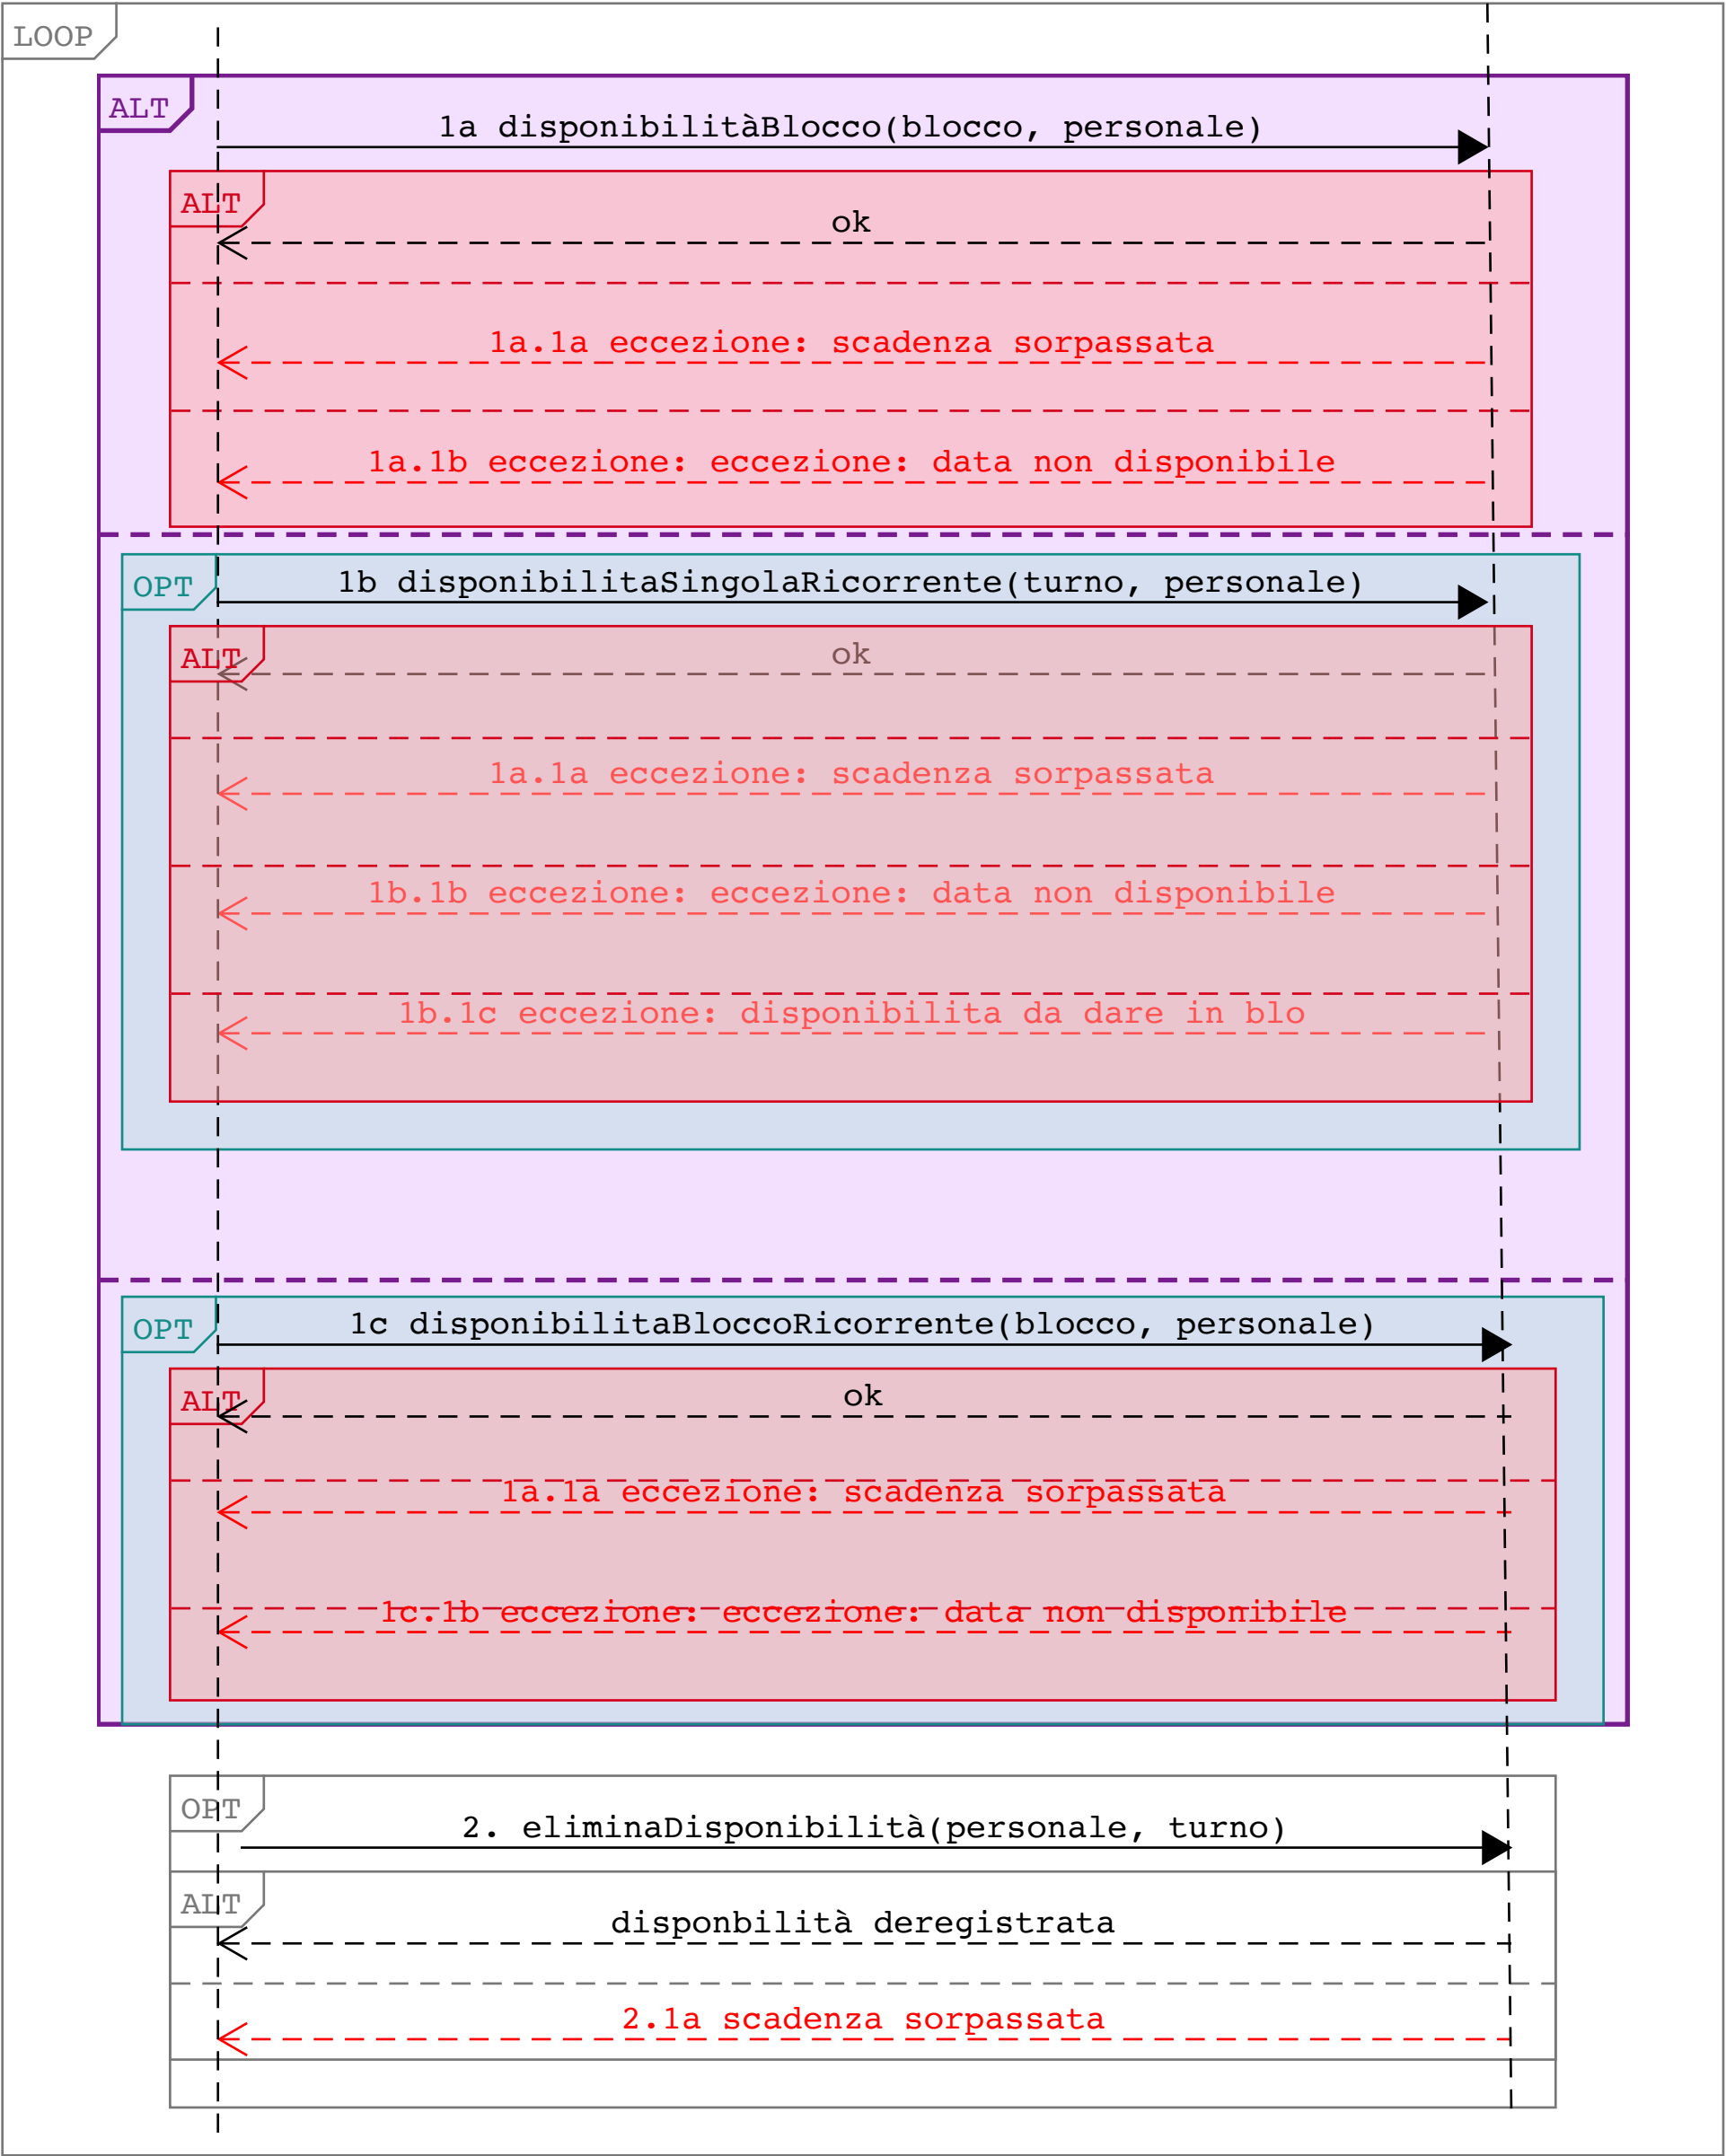 LOOP
ALT
1a disponibilitàBlocco(blocco, personale)
ALT
ok
1a.1a eccezione: scadenza sorpassata
1a.1b eccezione: eccezione: data non disponibile
OPT
1b disponibilitaSingolaRicorrente(turno, personale)
ALT
ok
1a.1a eccezione: scadenza sorpassata
1b.1b eccezione: eccezione: data non disponibile
1b.1c eccezione: disponibilita da dare in blo
OPT
1c disponibilitaBloccoRicorrente(blocco, personale)
ALT
ok
1a.1a eccezione: scadenza sorpassata
1c.1b eccezione: eccezione: data non disponibile
OPT
2. eliminaDisponibilità(personale, turno)
ALT
disponbilità deregistrata
2.1a scadenza sorpassata